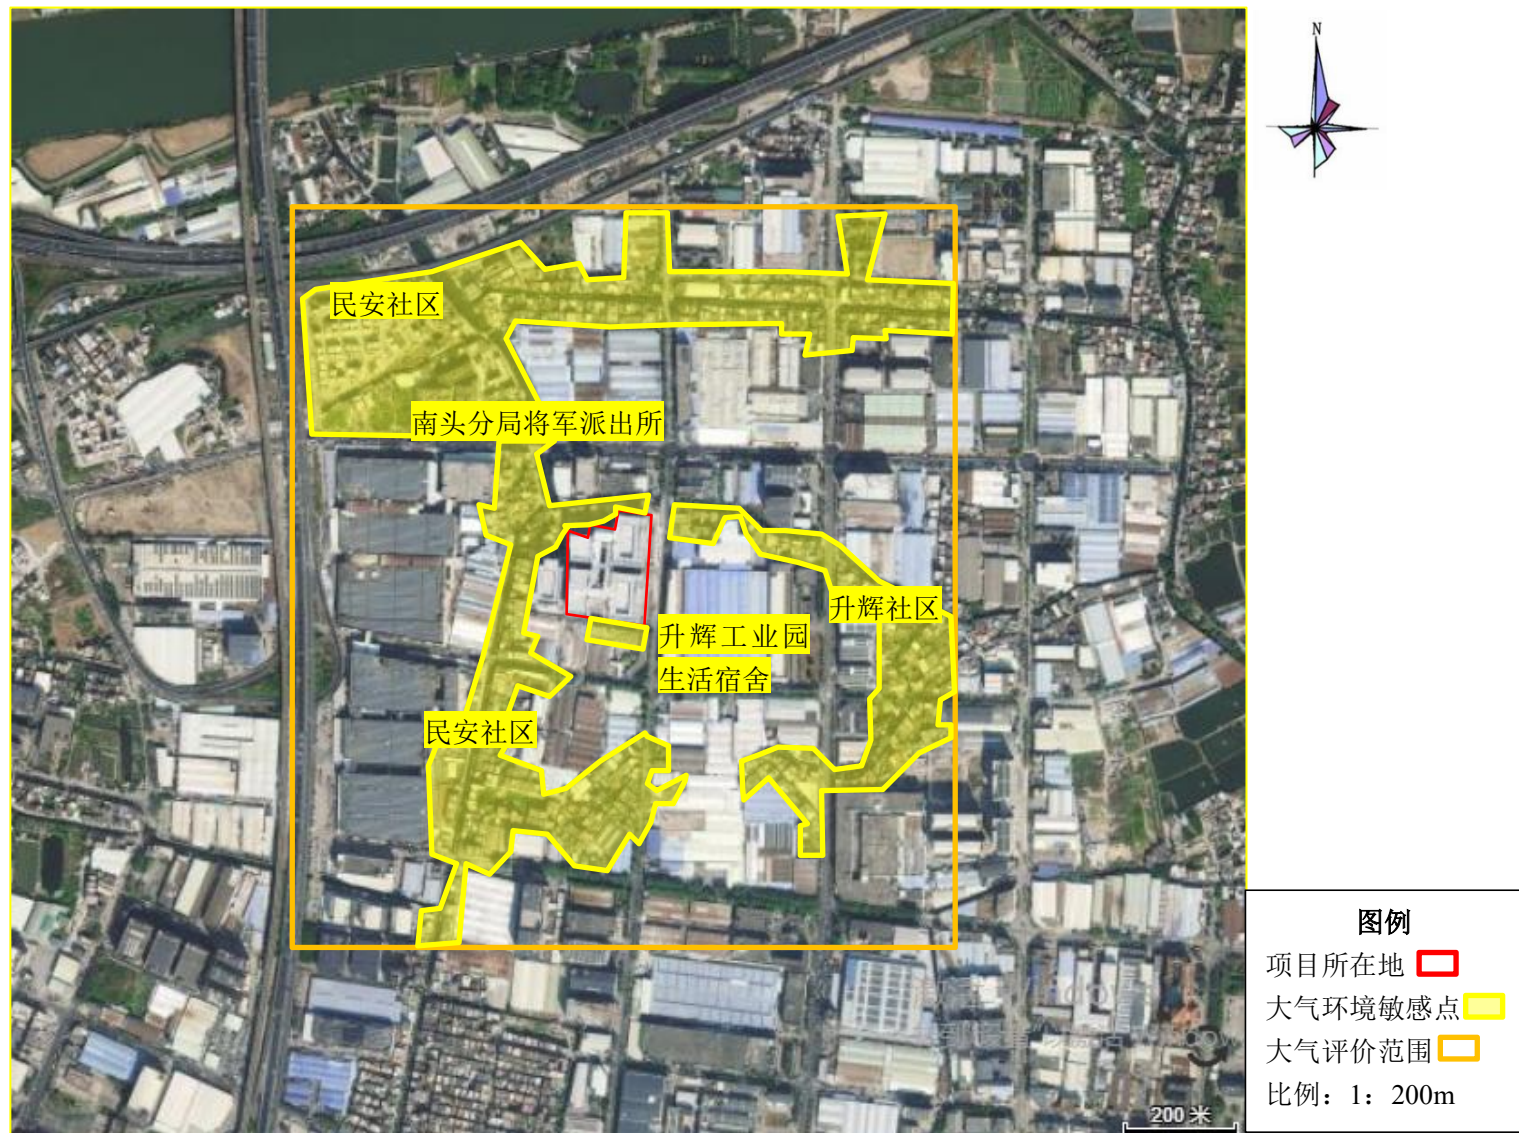 N
民安社区
南头分局将军派出所
升辉社区
升辉工业园
生活宿舍
民安社区
图例
项目所在地
大气环境敏感点
大气评价范围
比例：1：200m
200 米